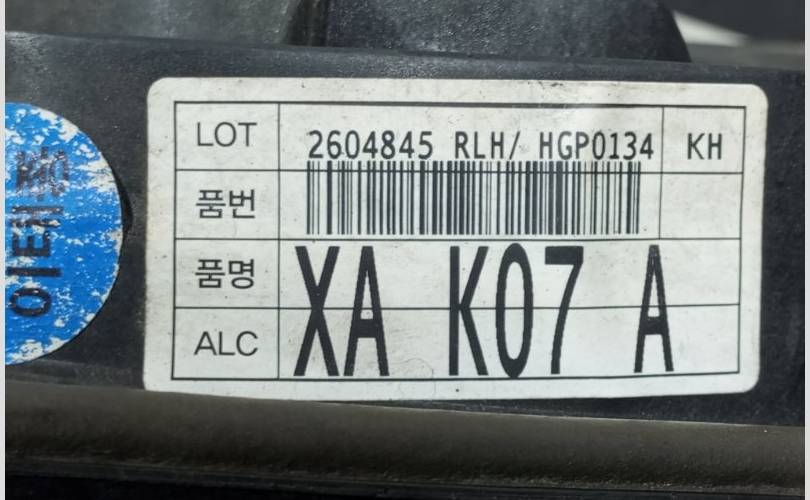 LOT 2604845 RLH/ HGP0134 KH
품번
품명
ALC XA K07 A